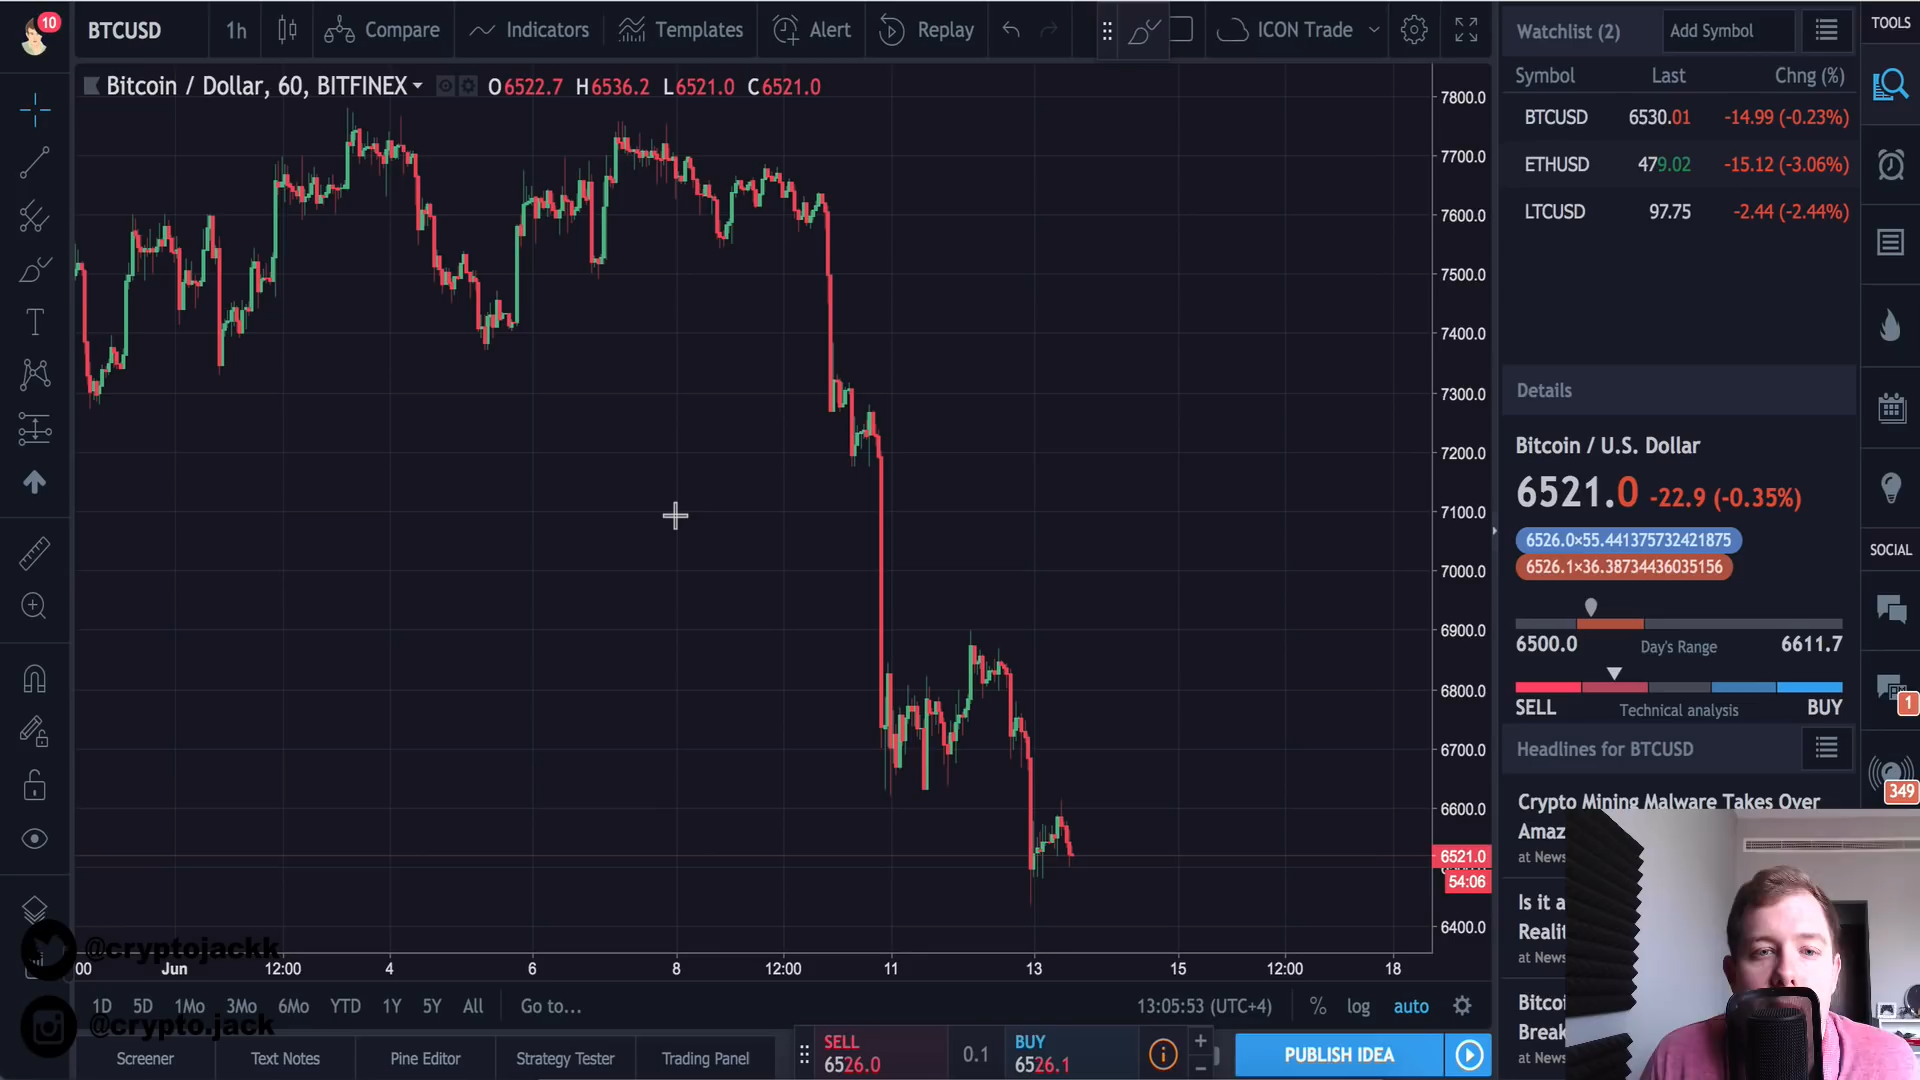 10
BTCUSD
1h
Compare
Indicators
Templates
Alert
Replay
ICON Trade
Bitcoin / Dollar, 60, BITFINEX
O6522.7 H6536.2 L6521.0 C6521.0
7800.0
7700.0
7600.0
7500.0
7400.0
7300.0
7200.0
7100.0
7000.0
6900.0
6800.0
6700.0
6600.0
6521.0
54:06
6400.0
00
Jun
12:00
4
6
8
12:00
11
13
15
12:00
18
@cryptojackk
@crypto.jack
1D
5D
1Mo
3Mo
6Mo
YTD
1Y
5Y
All
Go to...
13:05:53 (UTC+4)
%
log
auto
Screener
Text Notes
Pine Editor
Strategy Tester
Trading Panel
SELL
6526.0
0.1
BUY
6526.1
PUBLISH IDEA
Watchlist (2)
Add Symbol
Symbol Last Chng (%)
BTCUSD 6530.01 -14.99 (-0.23%)
ETHUSD 479.02 -15.12 (-3.06%)
LTCUSD 97.75 -2.44 (-2.44%)
Details
Bitcoin / U.S. Dollar
6521.0 -22.9 (-0.35%)
6526.0×55.441375732421875
6526.1×36.38734436035156
6500.0 Day's Range 6611.7
SELL Technical analysis BUY
Headlines for BTCUSD
Crypto Mining Malware Takes Over
Amaz
at News
Is it a
Realit
at News
Bitcoi
Break
at News
TOOLS
SOCIAL
1
349